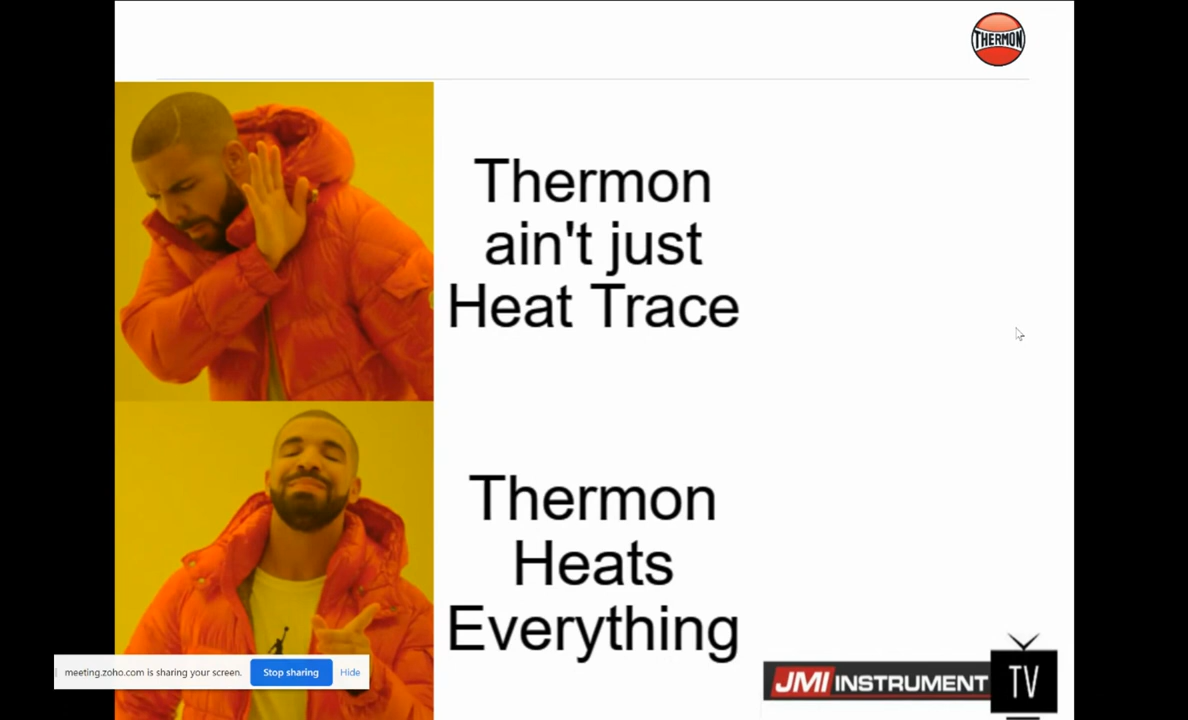 THERMON
Thermon
ain't just
Heat Trace
Thermon
Heats
Everything
meeting.zoho.com is sharing your screen.
Stop sharing
Hide
JMI INSTRUMENT
TV